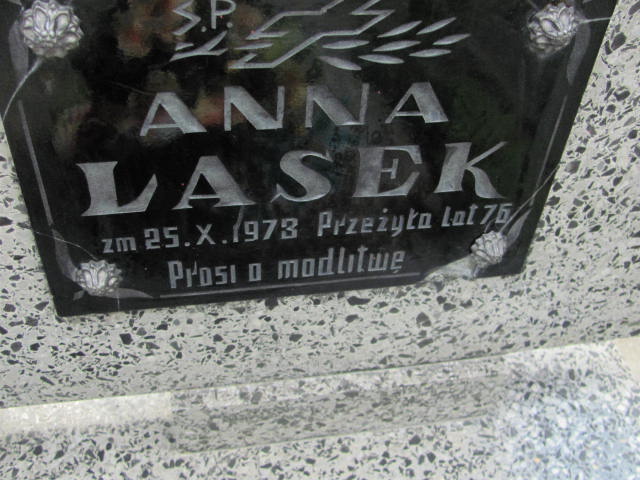 Ś.P.
ANNA
LASEK
zm 25.X.1973 Przeżyła lat 76
Prosi o modlitwę